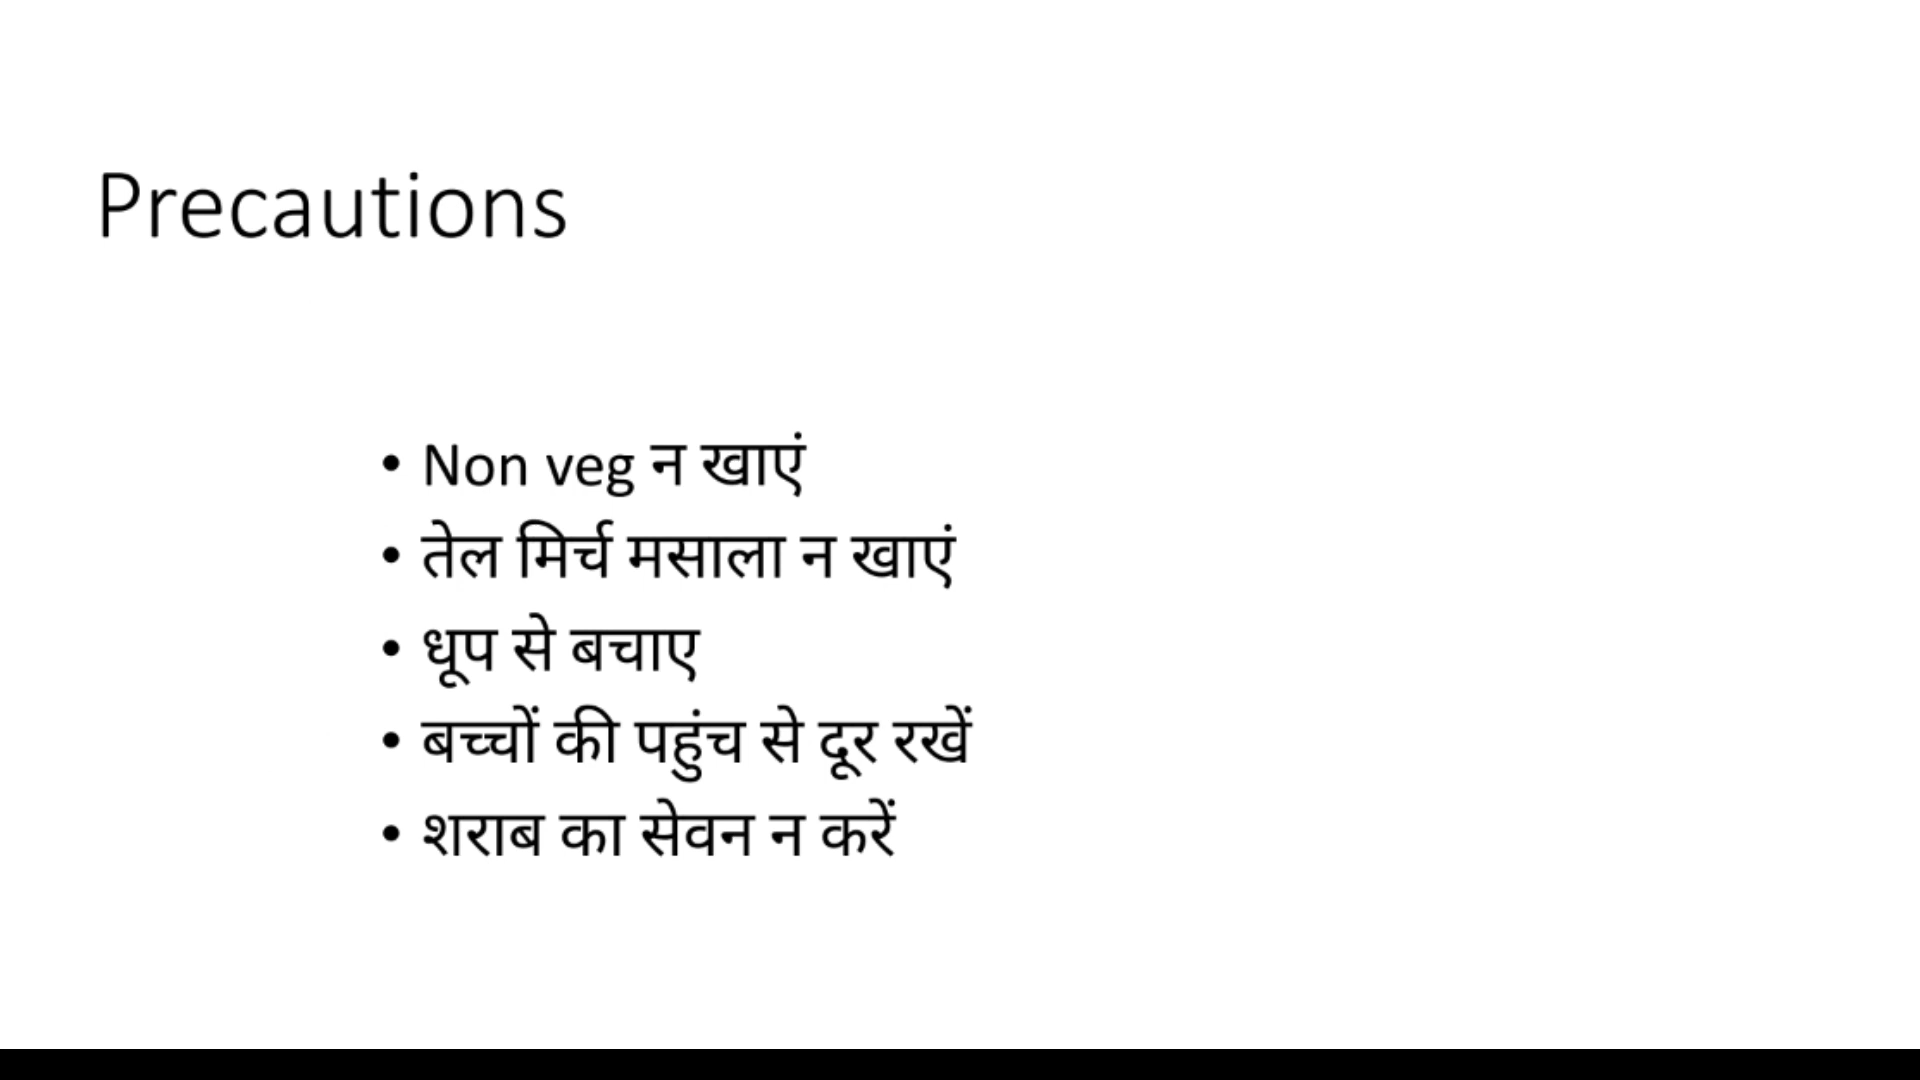 Precautions
• Non veg न खाएं
• तेल मिर्च मसाला न खाएं
• धूप से बचाए
• बच्चों की पहुंच से दूर रखें
• शराब का सेवन न करें